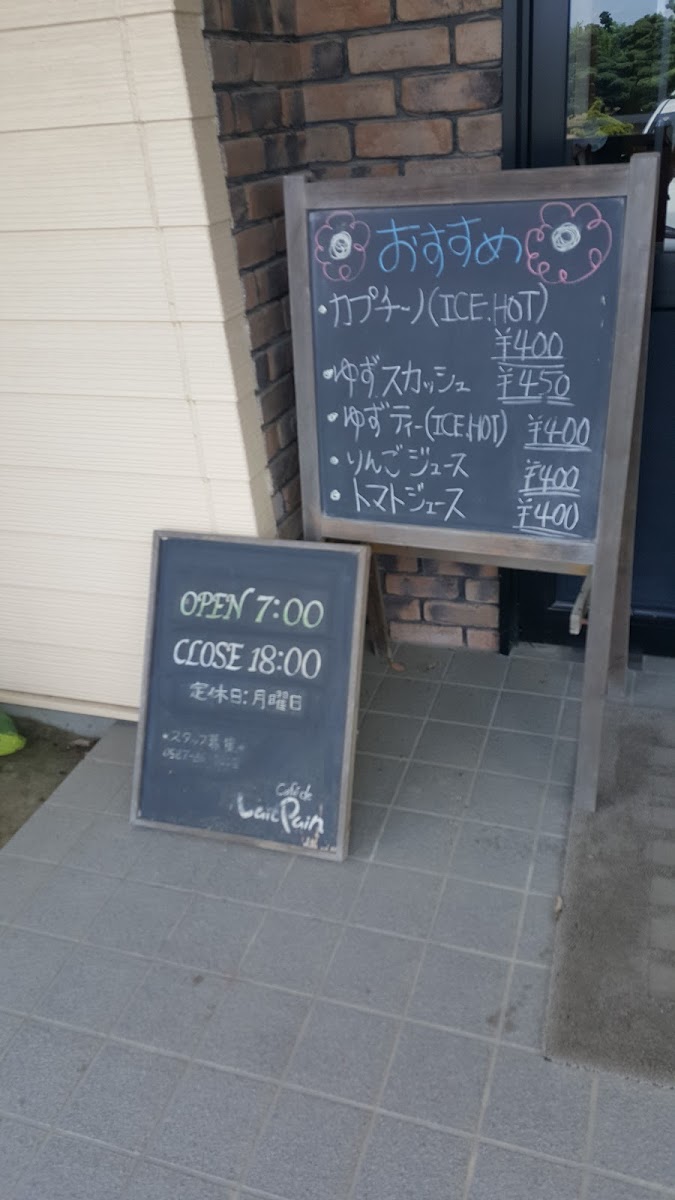 おすすめ
・カプチーノ(ICE.HOT)
¥400
・ゆずスカッシュ ¥450
・ゆずティー(ICE.HOT) ¥400
・りんごジュース ¥400
・トマトジュース ¥400
OPEN 7:00
CLOSE 18:00
定休日:月曜日
スタッフ募集
Café de
Lait Pain